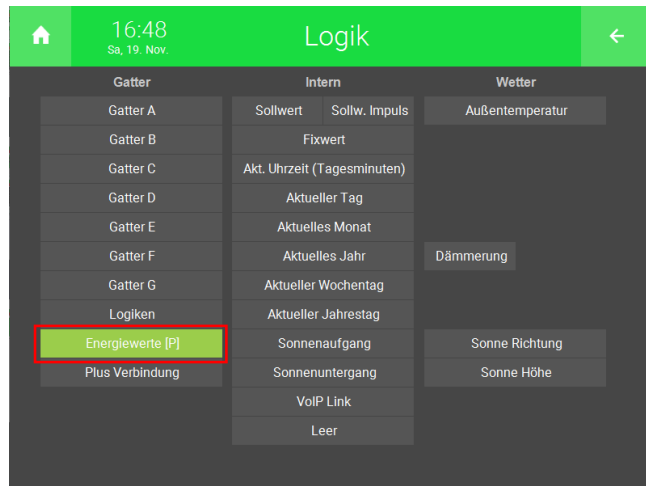 16:48
Sa, 19. Nov.
Logik
Gatter
Intern
Wetter
Gatter A
Sollwert
Sollw. Impuls
Außentemperatur
Gatter B
Fixwert
Gatter C
Akt. Uhrzeit (Tagesminuten)
Gatter D
Aktueller Tag
Gatter E
Aktuelles Monat
Gatter F
Aktuelles Jahr
Dämmerung
Gatter G
Aktueller Wochentag
Logiken
Aktueller Jahrestag
Energiewerte [P]
Sonnenaufgang
Sonne Richtung
Plus Verbindung
Sonnenuntergang
Sonne Höhe
VoIP Link
Leer